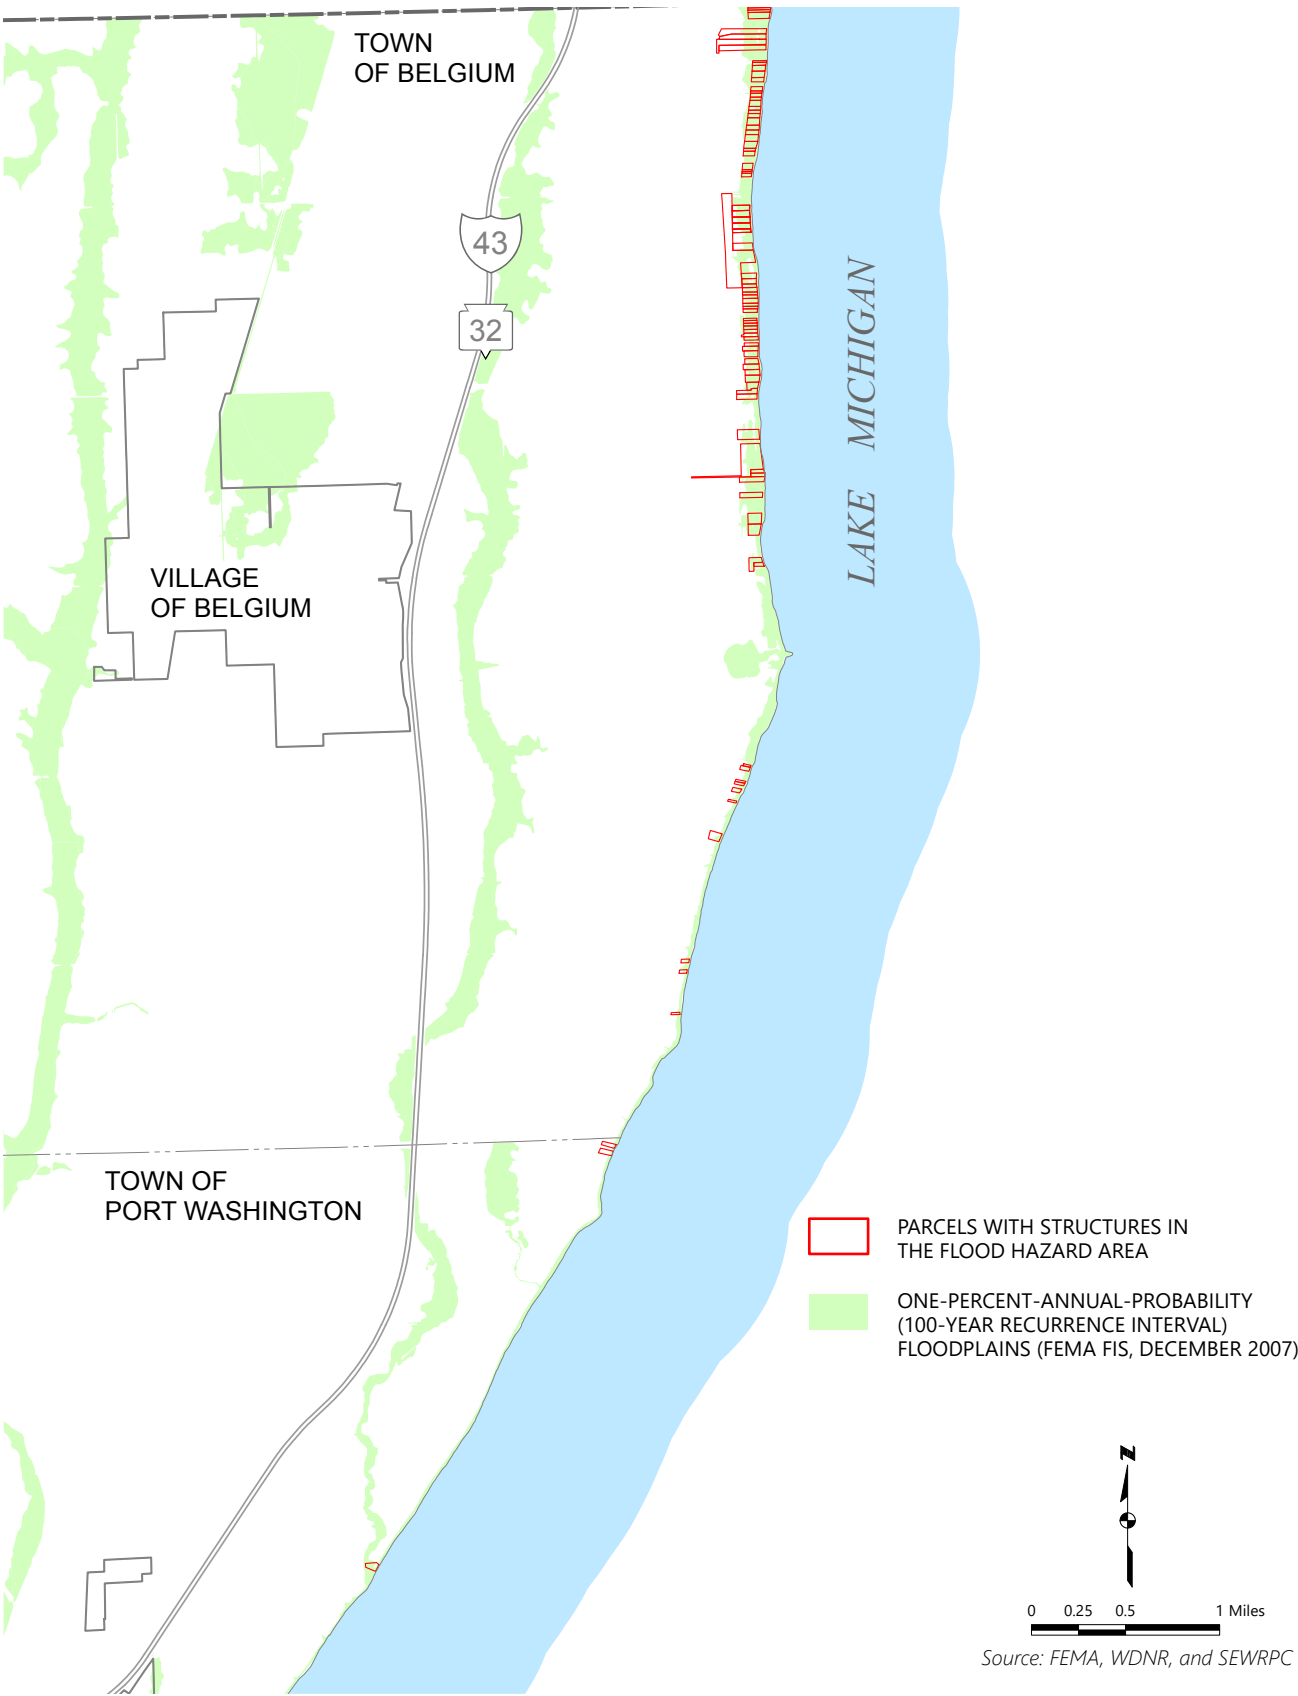 TOWN
OF BELGIUM
43
32
LAKE MICHIGAN
VILLAGE
OF BELGIUM
TOWN OF
PORT WASHINGTON
PARCELS WITH STRUCTURES IN
THE FLOOD HAZARD AREA
ONE-PERCENT-ANNUAL-PROBABILITY
(100-YEAR RECURRENCE INTERVAL)
FLOODPLAINS (FEMA FIS, DECEMBER 2007)
N
0 0.25 0.5 1 Miles
Source: FEMA, WDNR, and SEWRPC